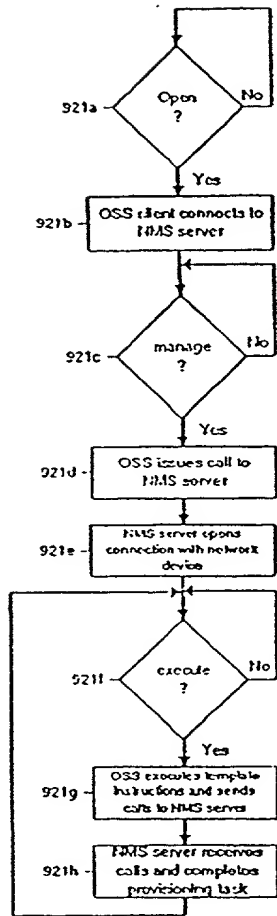 No
921a
Open
?
Yes
921b
OSS client connects to
NMS server
921c
manage
?
No
Yes
921d
OSS issues call to
NMS server
921e
NMS server opens
connection with network
device
921f
execute
?
No
Yes
921g
OSS executes template
instructions and sends
calls to NMS server
921h
NMS server receives
calls and completes
provisioning task